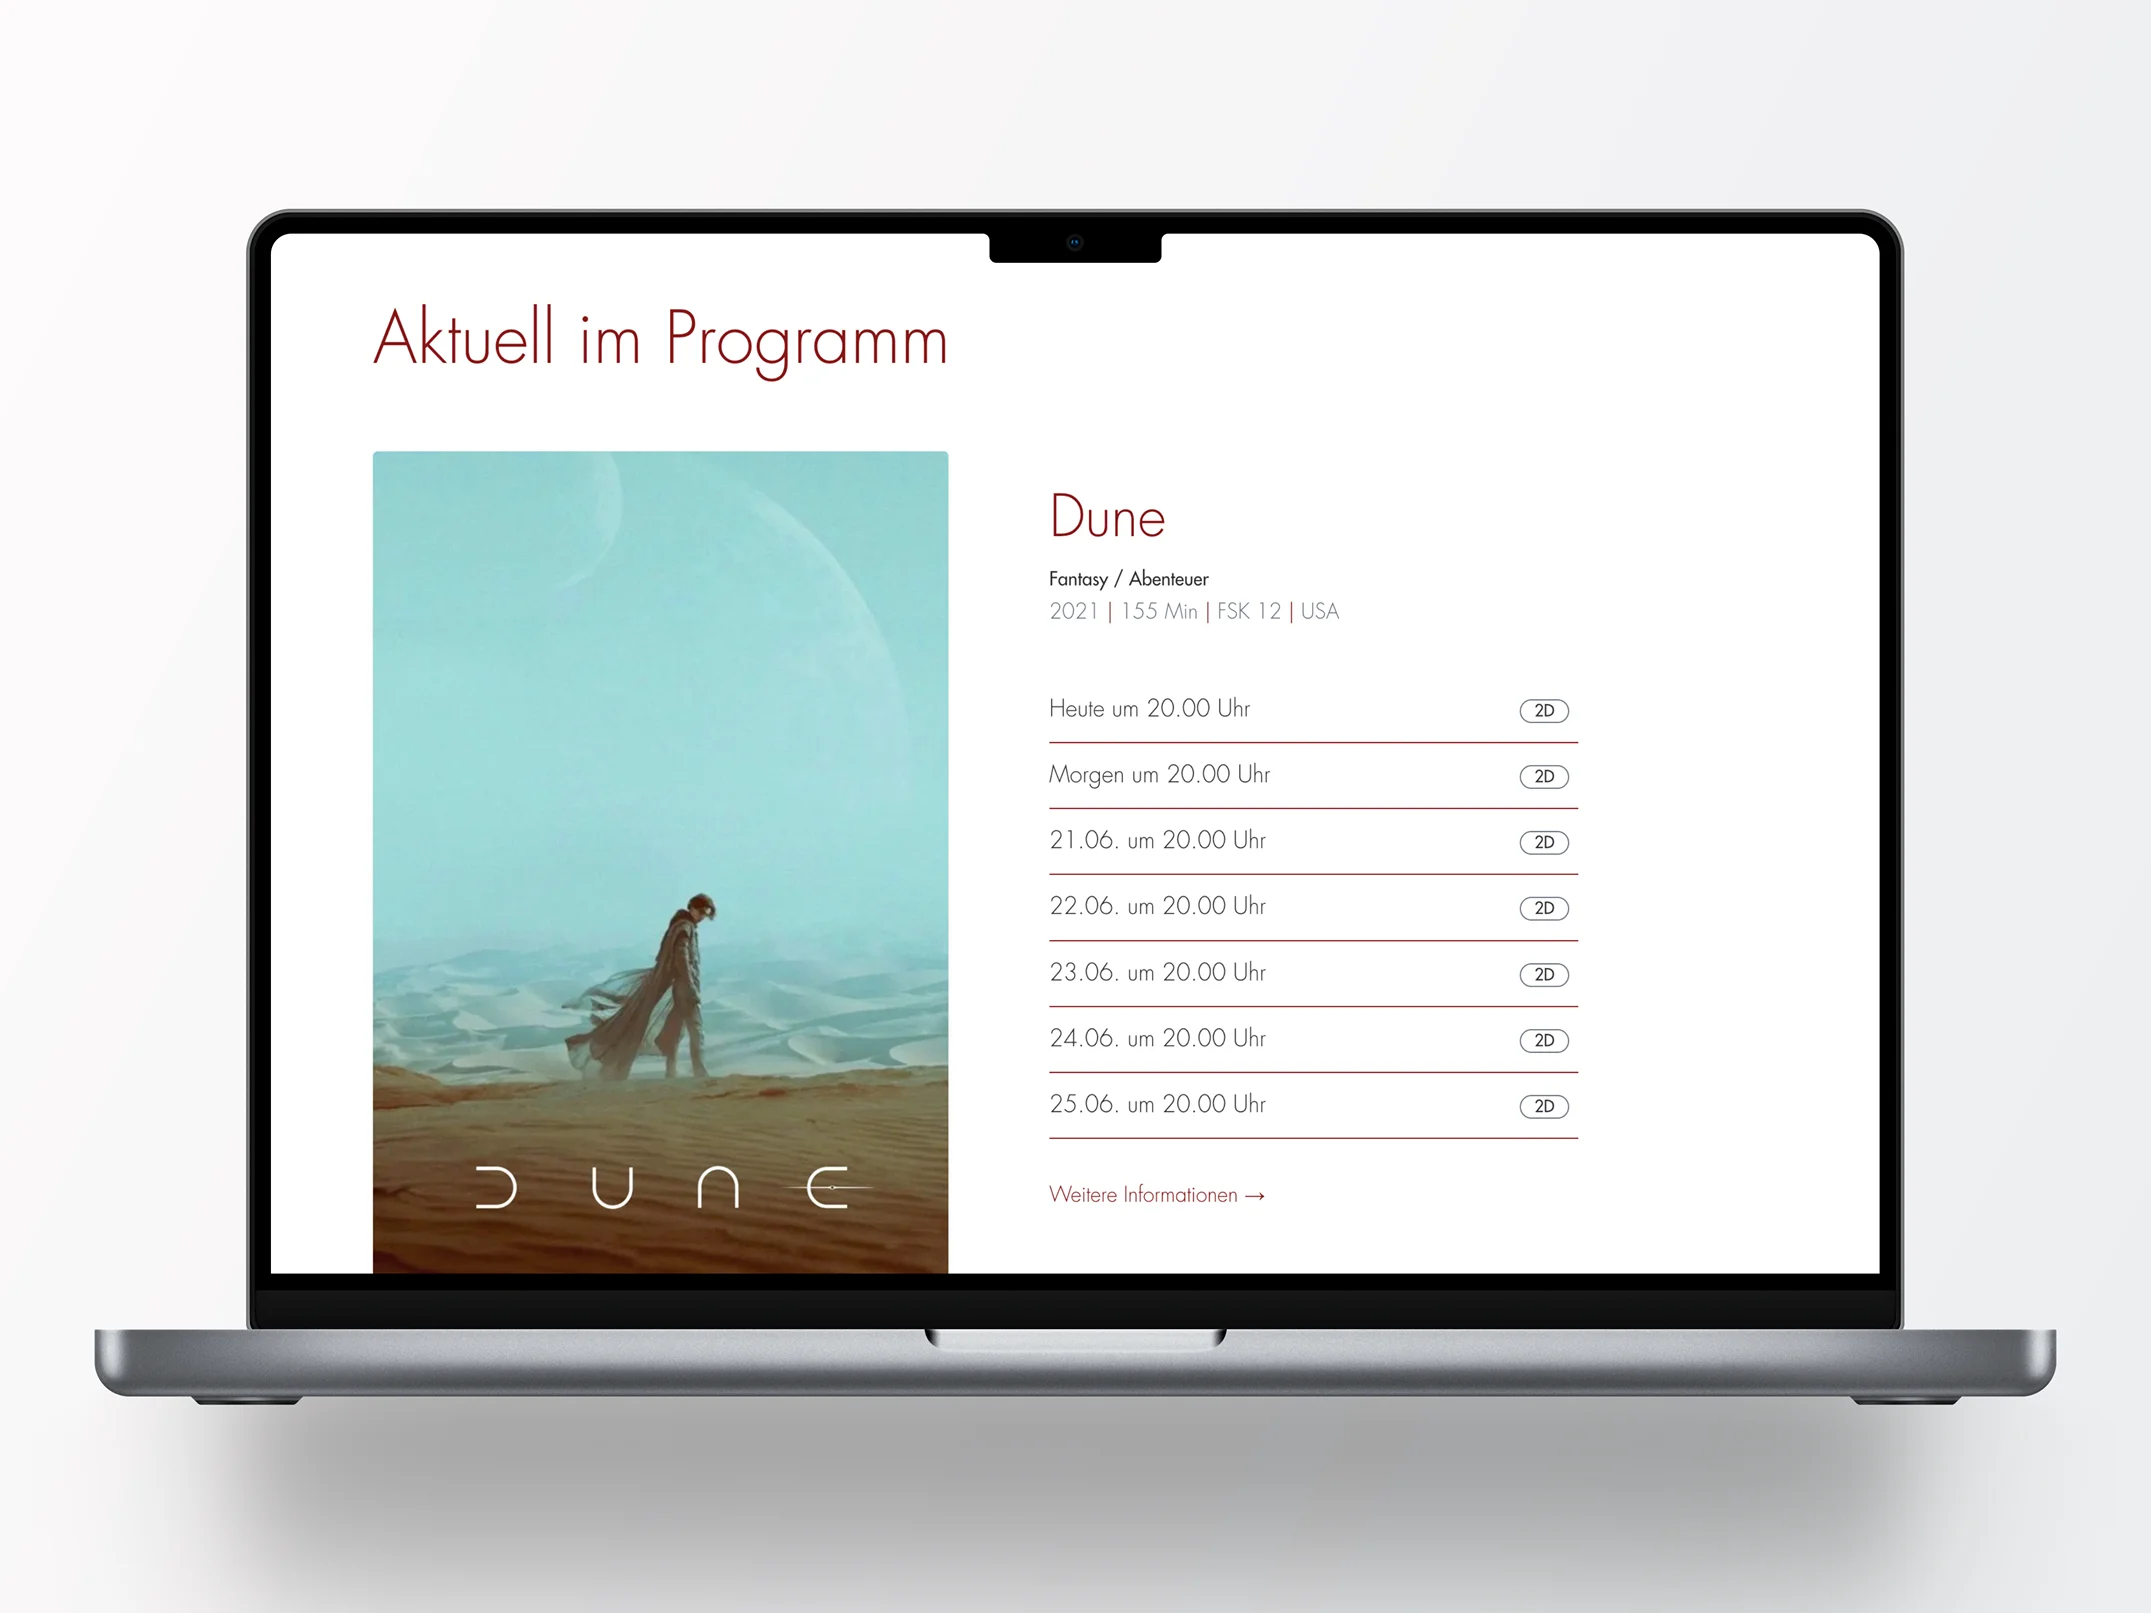 Aktuell im Programm
Dune
Fantasy / Abenteuer
2021 | 155 Min | FSK 12 | USA
Heute um 20.00 Uhr 2D
Morgen um 20.00 Uhr 2D
21.06. um 20.00 Uhr 2D
22.06. um 20.00 Uhr 2D
23.06. um 20.00 Uhr 2D
24.06. um 20.00 Uhr 2D
25.06. um 20.00 Uhr 2D
DUNE
Weitere Informationen →